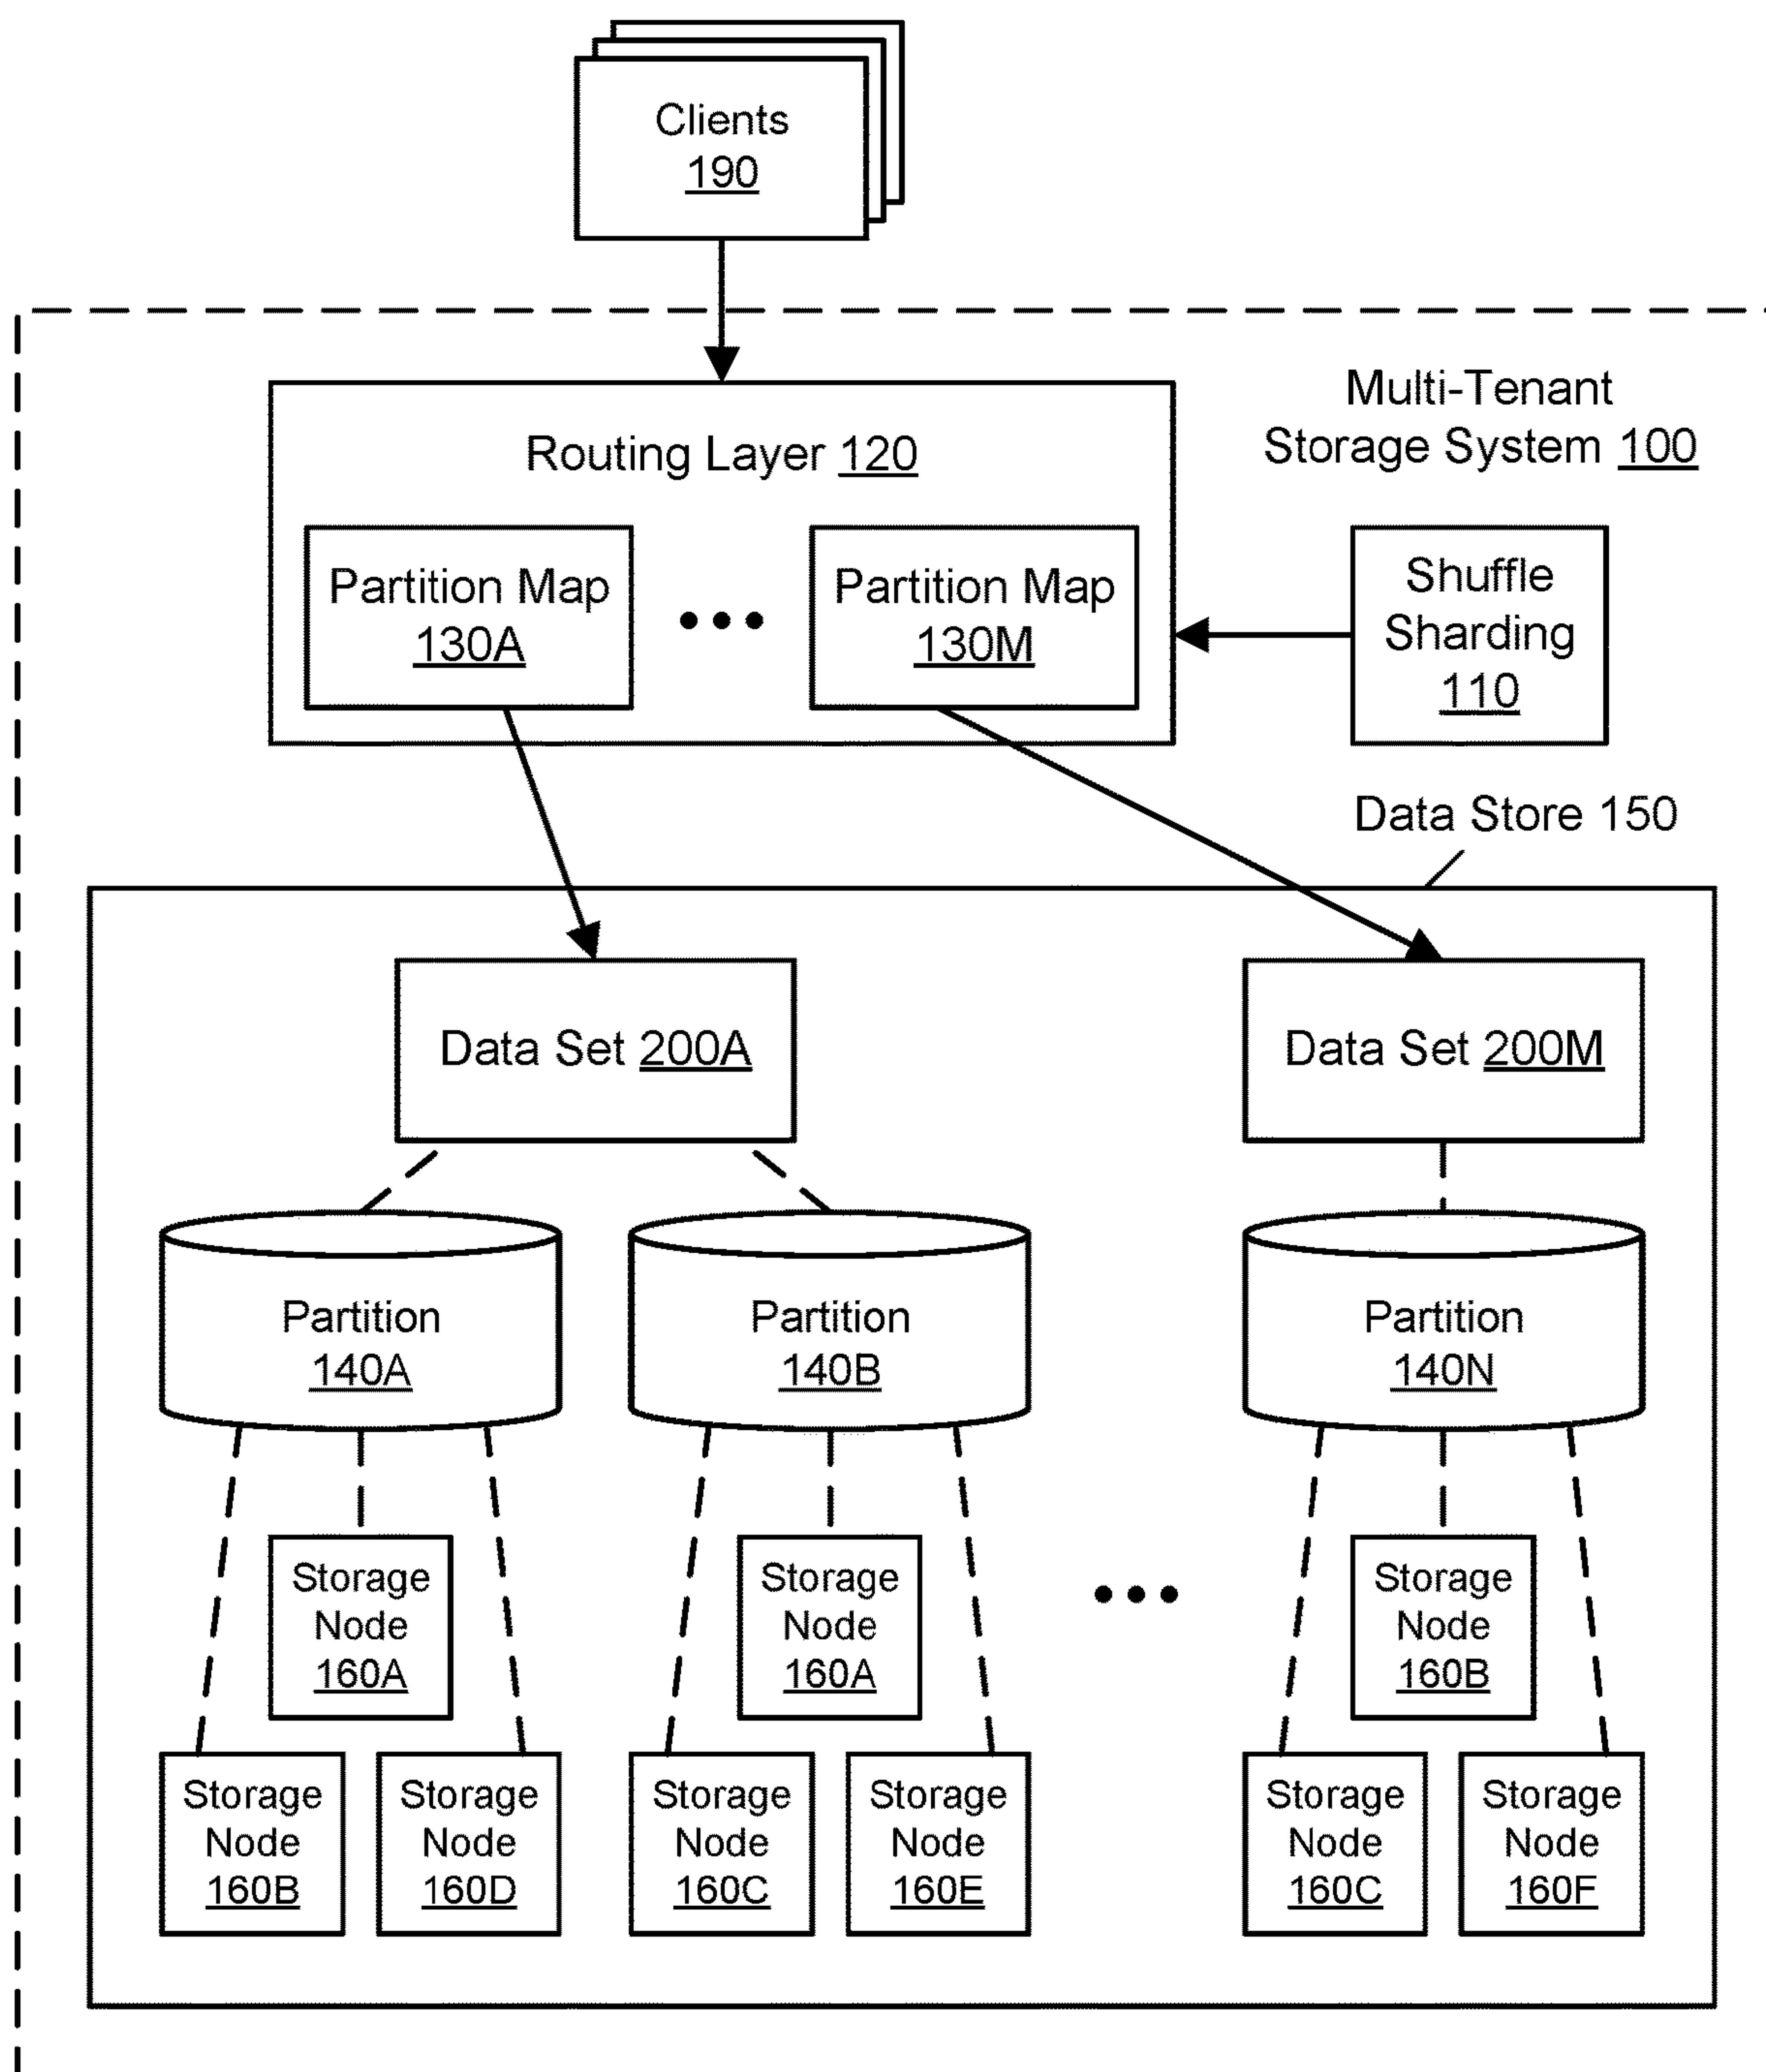 Clients
190
Multi-Tenant
Storage System 100
Routing Layer 120
Partition Map
130A
Partition Map
130M
Shuffle
Sharding
110
Data Store 150
Data Set 200A
Data Set 200M
Partition
140A
Partition
140B
Partition
140N
Storage
Node
160A
Storage
Node
160A
Storage
Node
160B
Storage
Node
160B
Storage
Node
160D
Storage
Node
160C
Storage
Node
160E
Storage
Node
160C
Storage
Node
160F